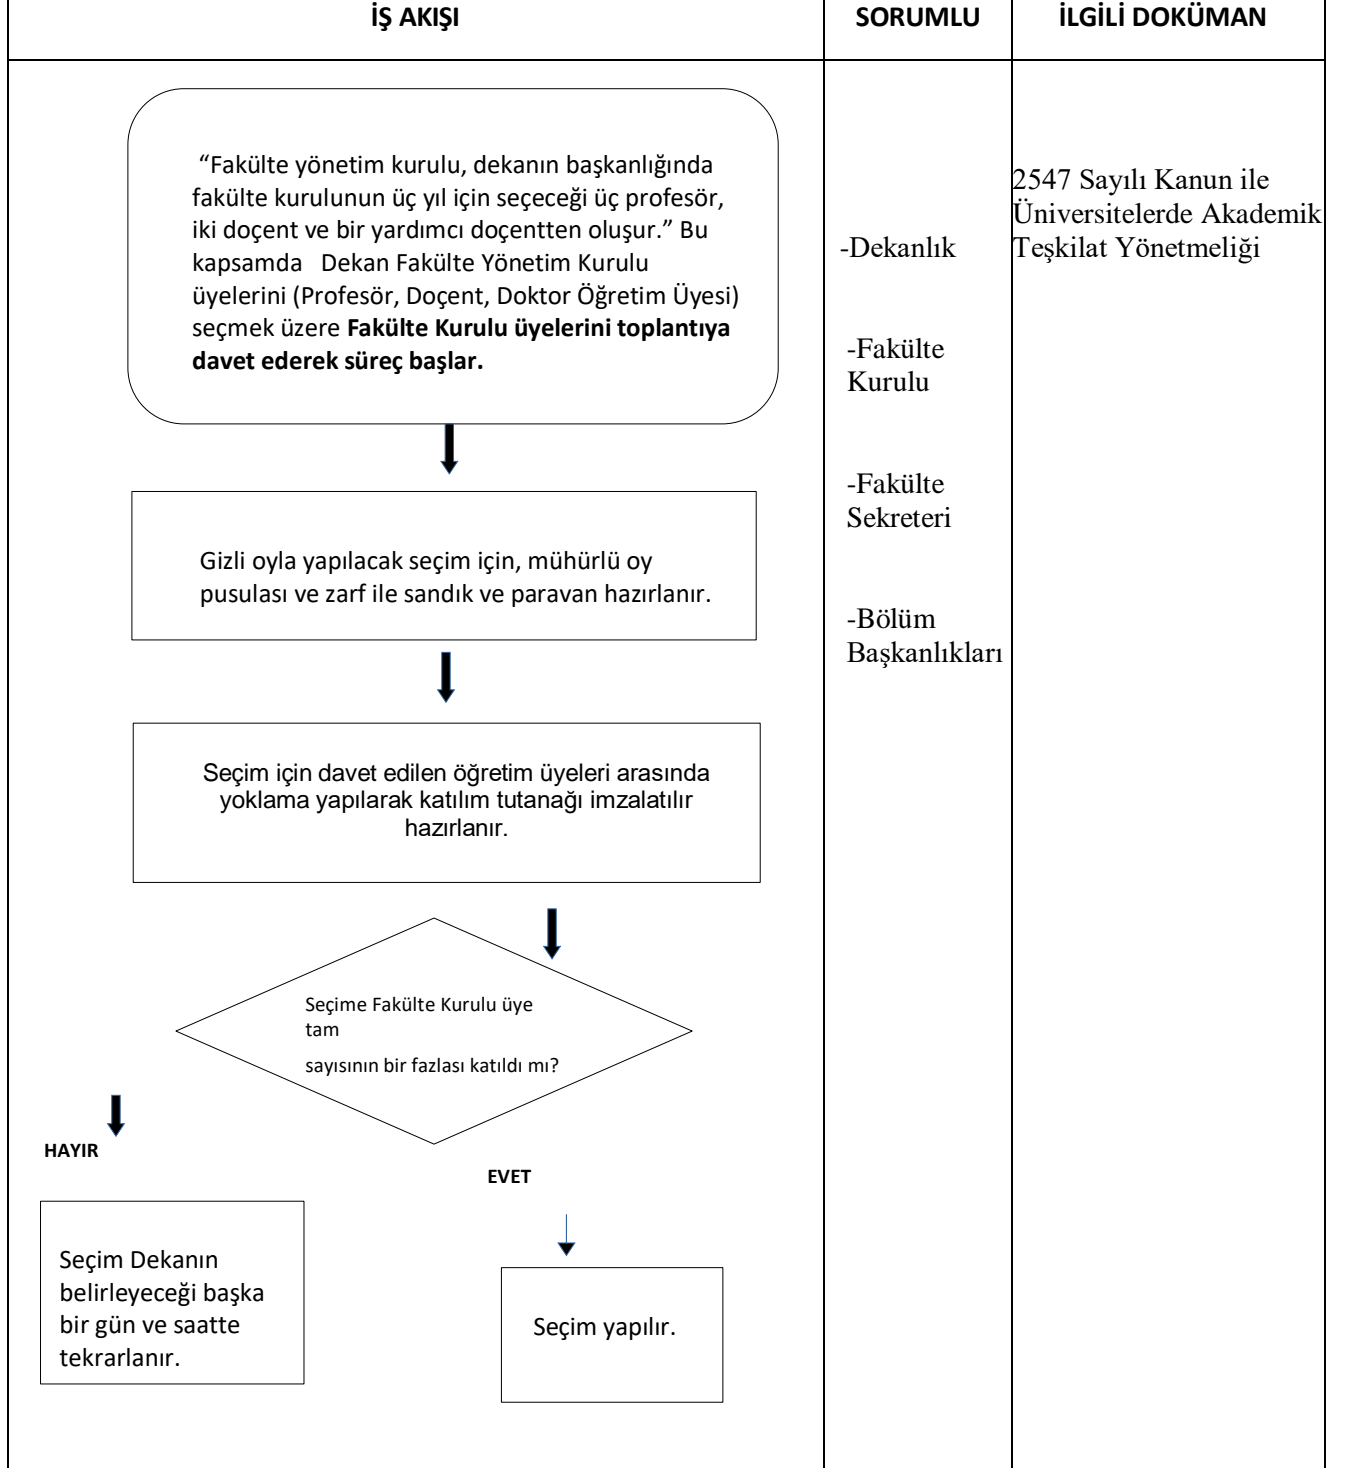 İŞ AKIŞI
SORUMLU
İLGİLİ DOKÜMAN
“Fakülte yönetim kurulu, dekanın başkanlığında
fakülte kurulunun üç yıl için seçeceği üç profesör,
iki doçent ve bir yardımcı doçentten oluşur.” Bu
kapsamda Dekan Fakülte Yönetim Kurulu
üyelerini (Profesör, Doçent, Doktor Öğretim Üyesi)
seçmek üzere Fakülte Kurulu üyelerini toplantıya
davet ederek süreç başlar.
Gizli oyla yapılacak seçim için, mühürlü oy
pusulası ve zarf ile sandık ve paravan hazırlanır.
Seçim için davet edilen öğretim üyeleri arasında
yoklama yapılarak katılım tutanağı imzalatılır
hazırlanır.
Seçime Fakülte Kurulu üye
tam
sayısının bir fazlası katıldı mı?
HAYIR
EVET
Seçim Dekanın
belirleyeceği başka
bir gün ve saatte
tekrarlanır.
Seçim yapılır.
-Dekanlık
-Fakülte
Kurulu
-Fakülte
Sekreteri
-Bölüm
Başkanlıkları
2547 Sayılı Kanun ile
Üniversitelerde Akademik
Teşkilat Yönetmeliği